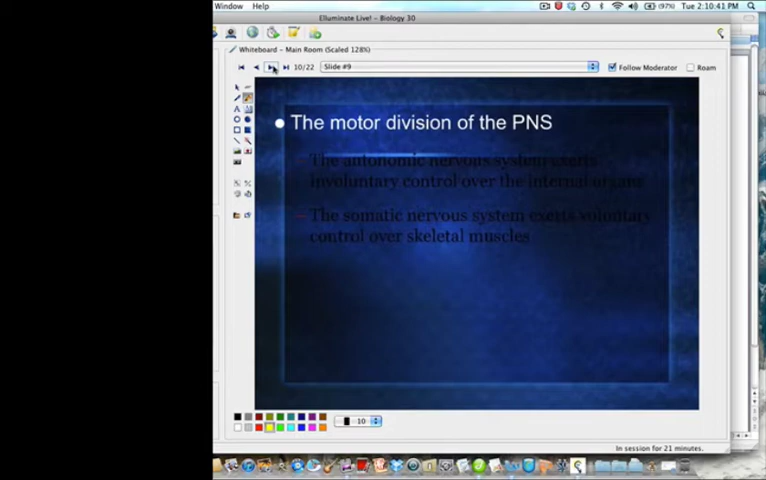 Window Help
(97%) Tue 2:10:41 PM
Elluminate Live! - Biology 30
Whiteboard - Main Room (Scaled 128%)
10/22 Slide #9 Follow Moderator Roam
The motor division of the PNS
– The autonomic nervous system exerts
involuntary control over the internal organs
– The somatic nervous system exerts voluntary
control over skeletal muscles
10
In session for 21 minutes.